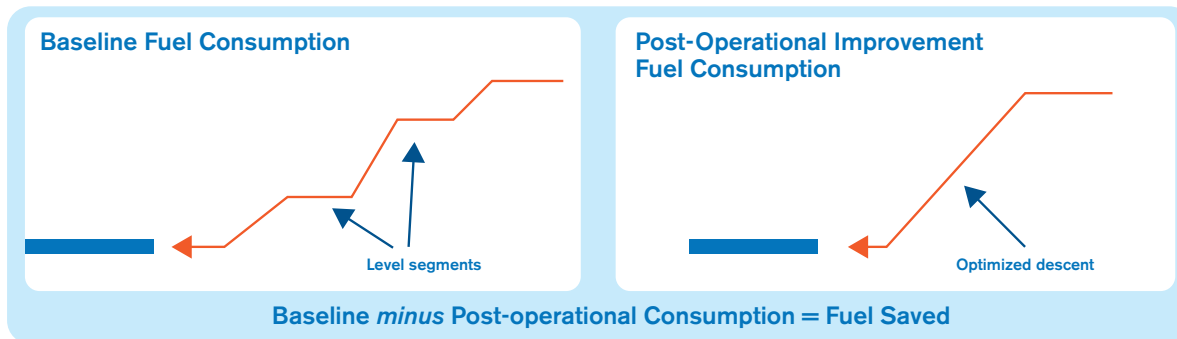 Baseline Fuel Consumption
Level segments
Post-Operational Improvement
Fuel Consumption
Optimized descent
Baseline minus Post-operational Consumption = Fuel Saved